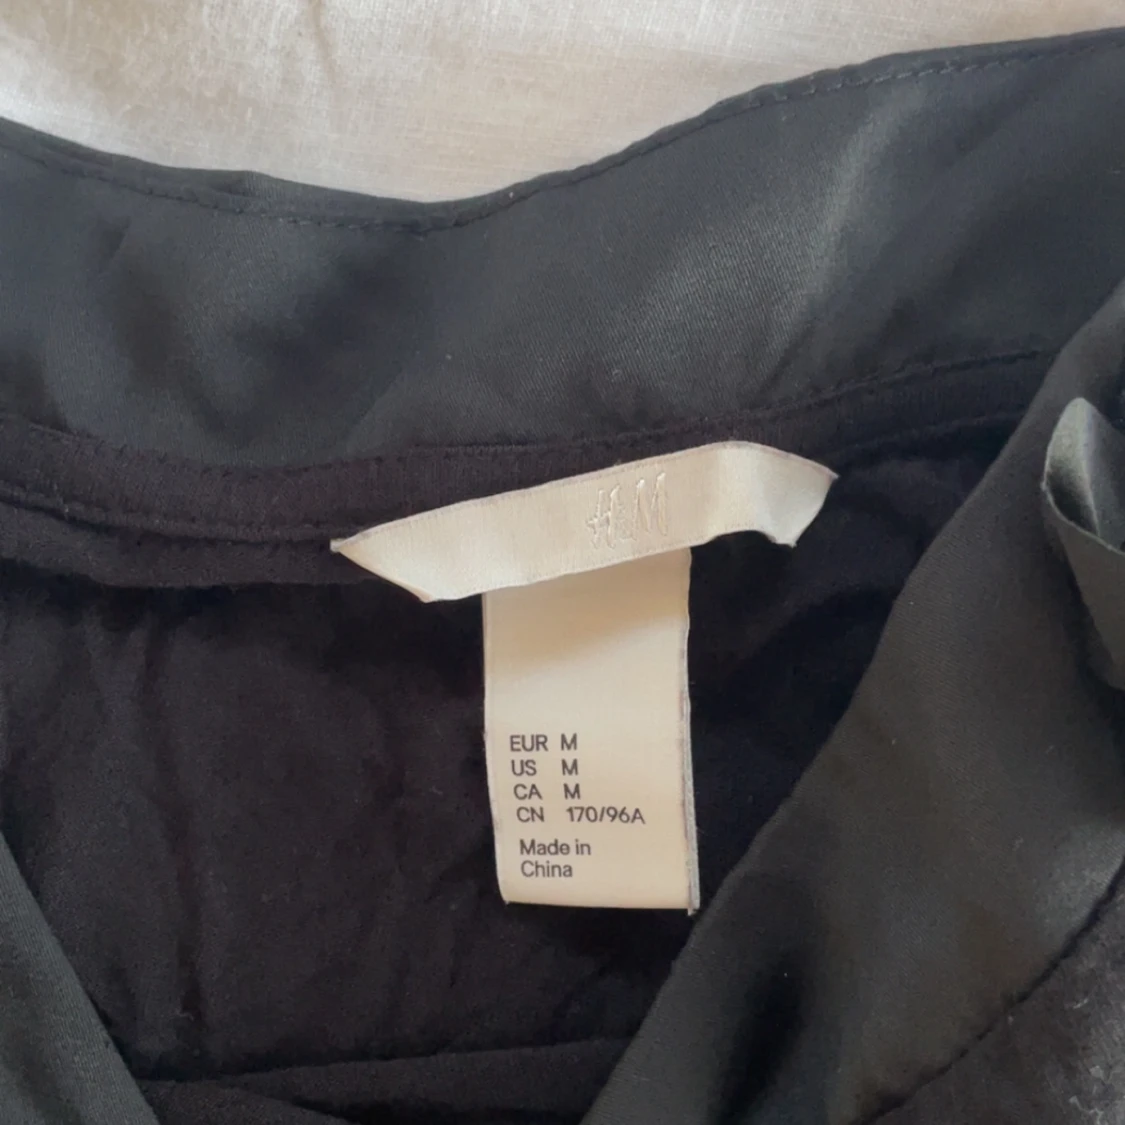 H&M
EUR M
US M
CA M
CN 170/96A
Made in
China